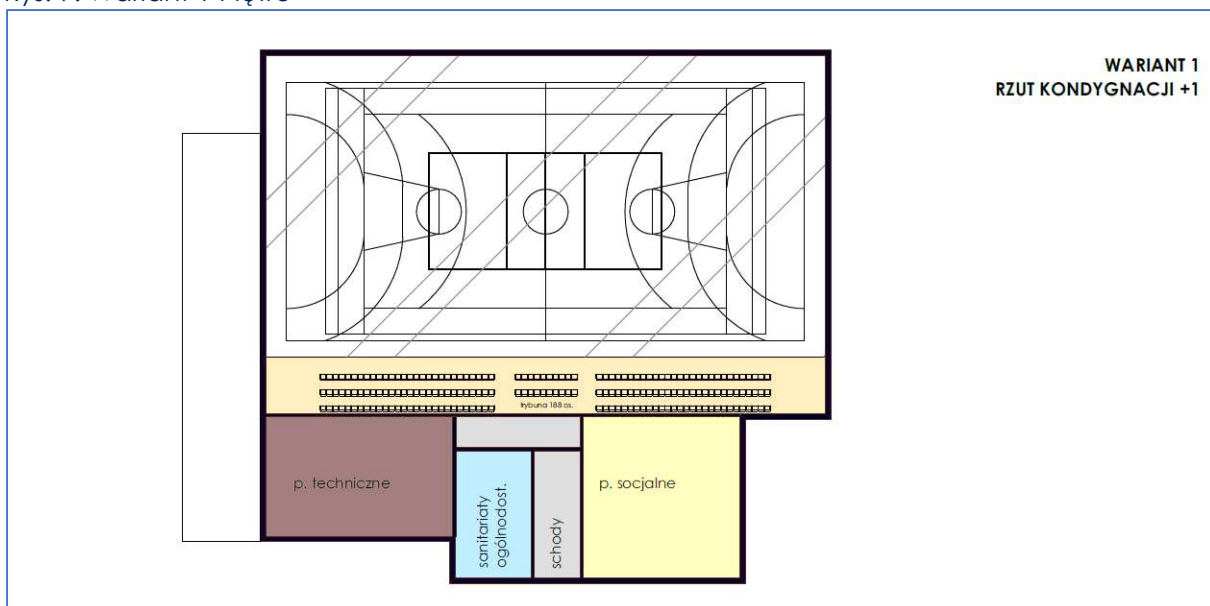 WARIANT 1
RZUT KONDYGNACJI +1
trybuna 188 os.
p. techniczne
sanitariaty
ogólnodost.
schody
p. socjalne